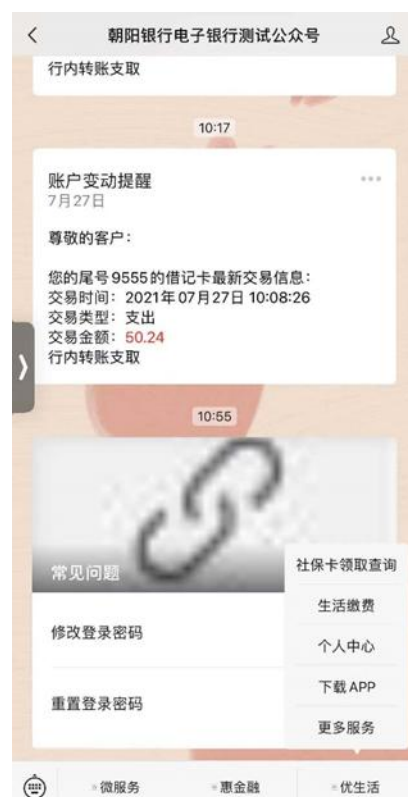 朝阳银行电子银行测试公众号
行内转账支取
10:17
账户变动提醒
7月27日
尊敬的客户：
您的尾号9555的借记卡最新交易信息：
交易时间：2021年07月27日 10:08:26
交易类型：支出
交易金额：50.24
行内转账支取
10:55
常见问题
修改登录密码
重置登录密码
社保卡领取查询
生活缴费
个人中心
下载APP
更多服务
微服务
惠金融
优生活